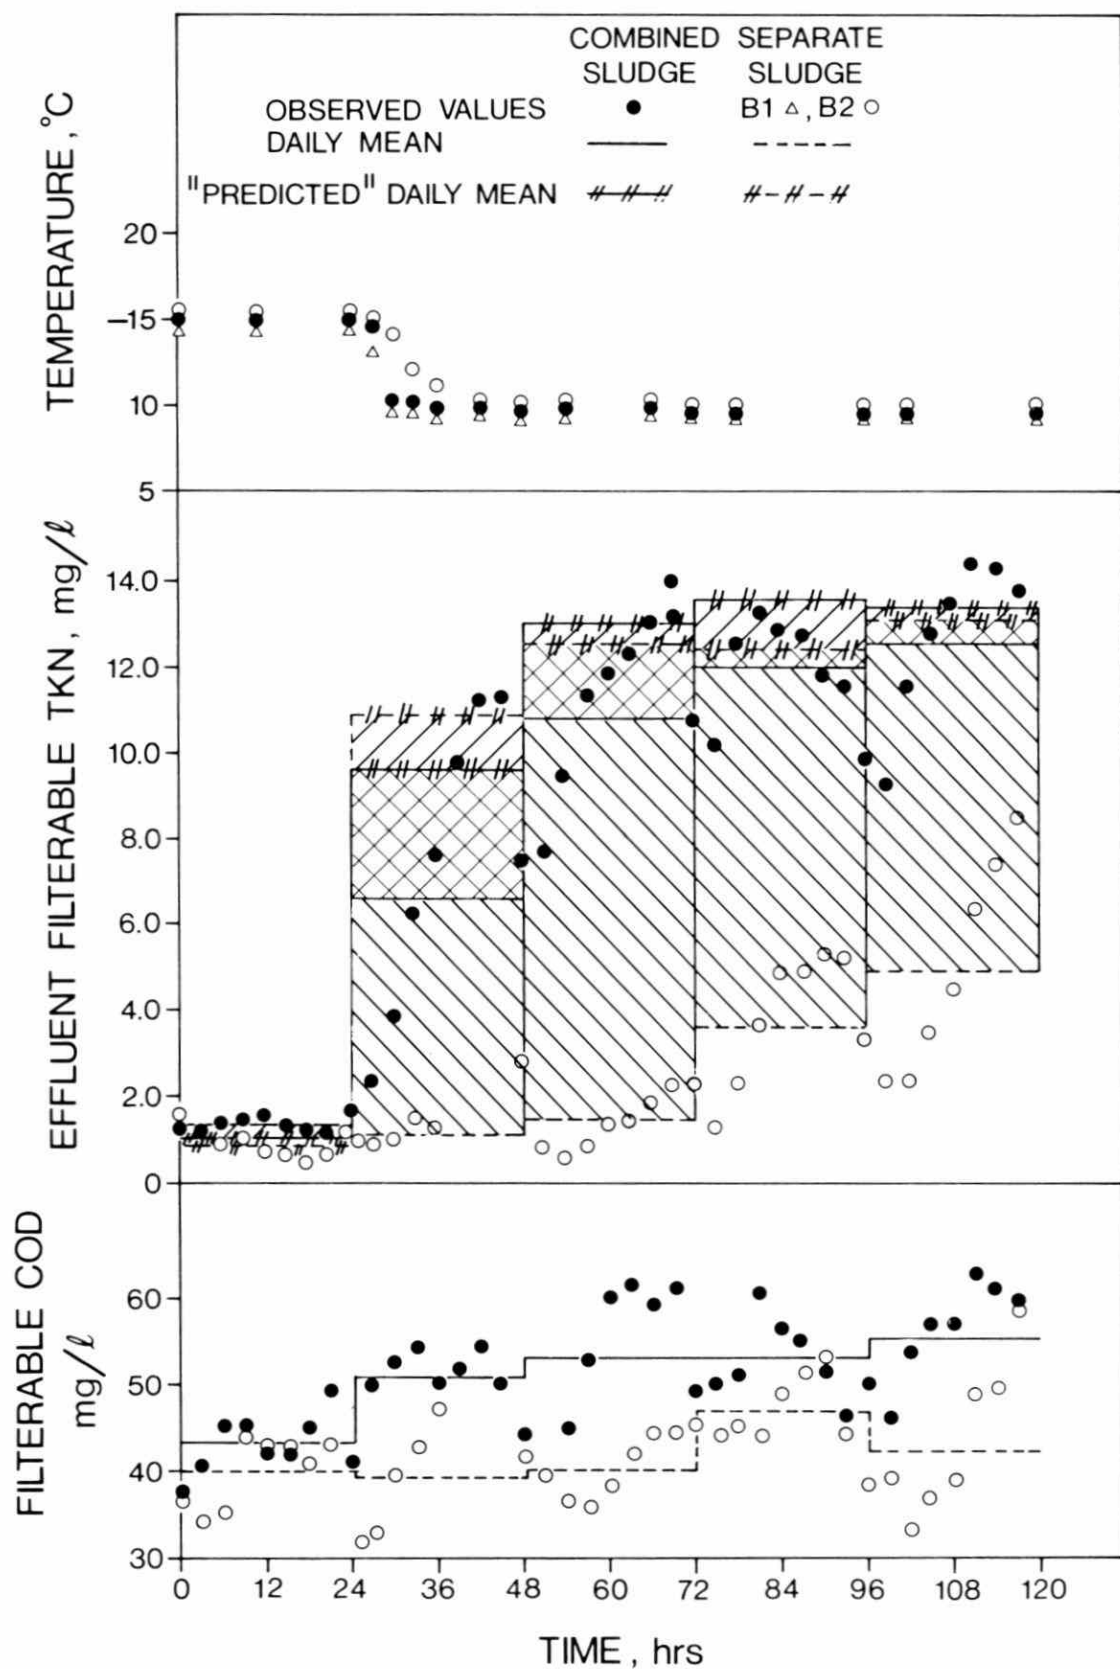 COMBINED SEPARATE
SLUDGE SLUDGE
OBSERVED VALUES B1 △, B2 ○
DAILY MEAN
"PREDICTED" DAILY MEAN
TEMPERATURE, °C
20
15
10
5
EFFLUENT FILTERABLE TKN, mg/ℓ
14.0
12.0
10.0
8.0
6.0
4.0
2.0
0
FILTERABLE COD
mg/ℓ
60
50
40
30
0 12 24 36 48 60 72 84 96 108 120
TIME, hrs